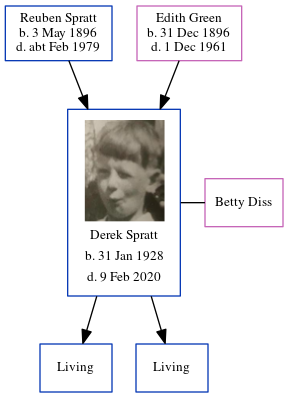 Reuben Spratt
b. 3 May 1896
d. abt Feb 1979
Edith Green
b. 31 Dec 1896
d. 1 Dec 1961
Derek Spratt
b. 31 Jan 1928
d. 9 Feb 2020
Betty Diss
Living
Living